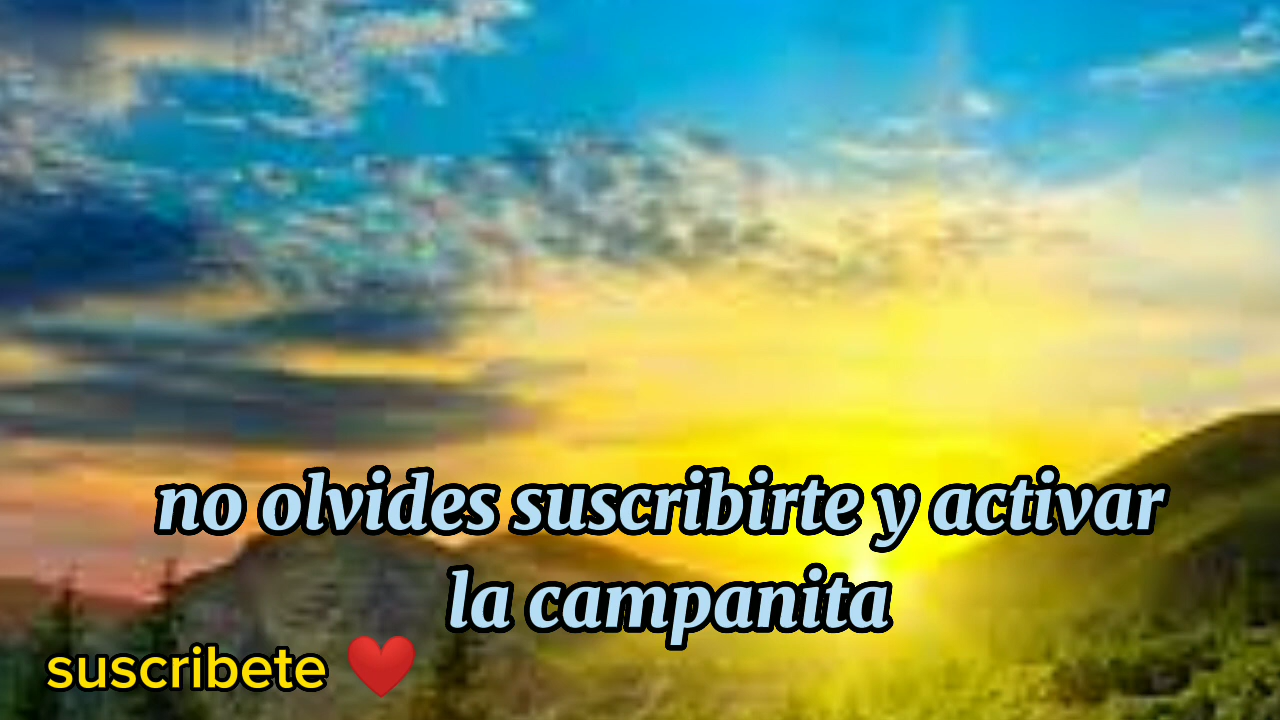 no olvides suscribirte y activar
la campanita
suscribete ❤️